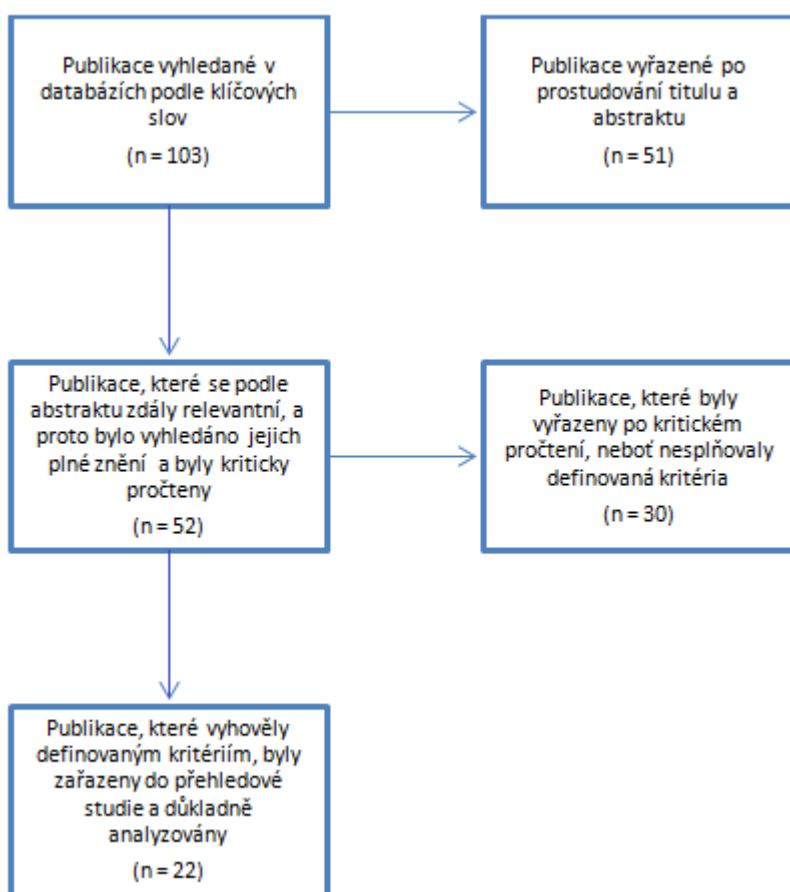 Publikace vyhledané v
databázích podle klíčových
slov
(n = 103)
Publikace vyřazené po
prostudování titulu a
abstraktu
(n = 51)
Publikace, které se podle
abstraktu zdály relevantní, a
proto bylo vyhledáno jejich
plné znění a byly kriticky
pročteny
(n = 52)
Publikace, které byly
vyřazeny po kritickém
pročtení, neboť nesplňovaly
definovaná kritéria
(n = 30)
Publikace, které vyhověly
definovaným kritériím, byly
zařazeny do přehledové
studie a důkladně
analyzovány
(n = 22)